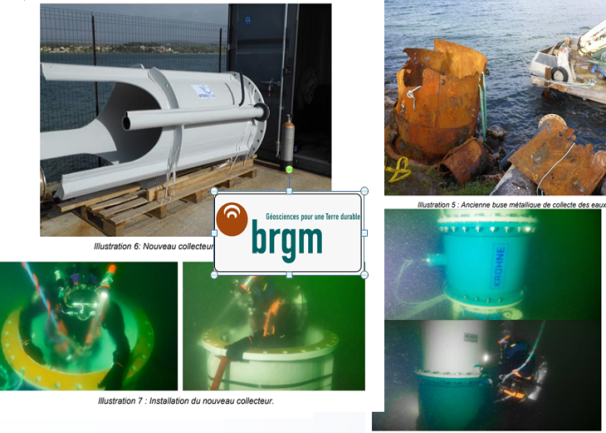 Illustration 5 : Ancienne buse métallique de collecte des eaux
Illustration 6: Nouveau collecteur
Géosciences pour une Terre durable
brgm
KROHNE
Illustration 7 : Installation du nouveau collecteur.